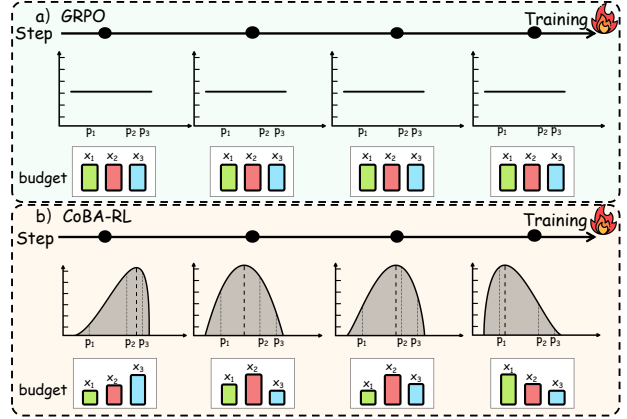 a) GRPO
Training
Step
p₁ p₂ p₃ p₁ p₂ p₃ p₁ p₂ p₃ p₁ p₂ p₃
x₁ x₂ x₃ x₁ x₂ x₃ x₁ x₂ x₃ x₁ x₂ x₃
budget
b) CoBA-RL
Training
Step
p₁ p₂ p₃ p₁ p₂ p₃ p₁ p₂ p₃ p₁ p₂ p₃
x₁ x₂ x₃ x₁ x₂ x₃ x₁ x₂ x₃ x₁ x₂ x₃
budget